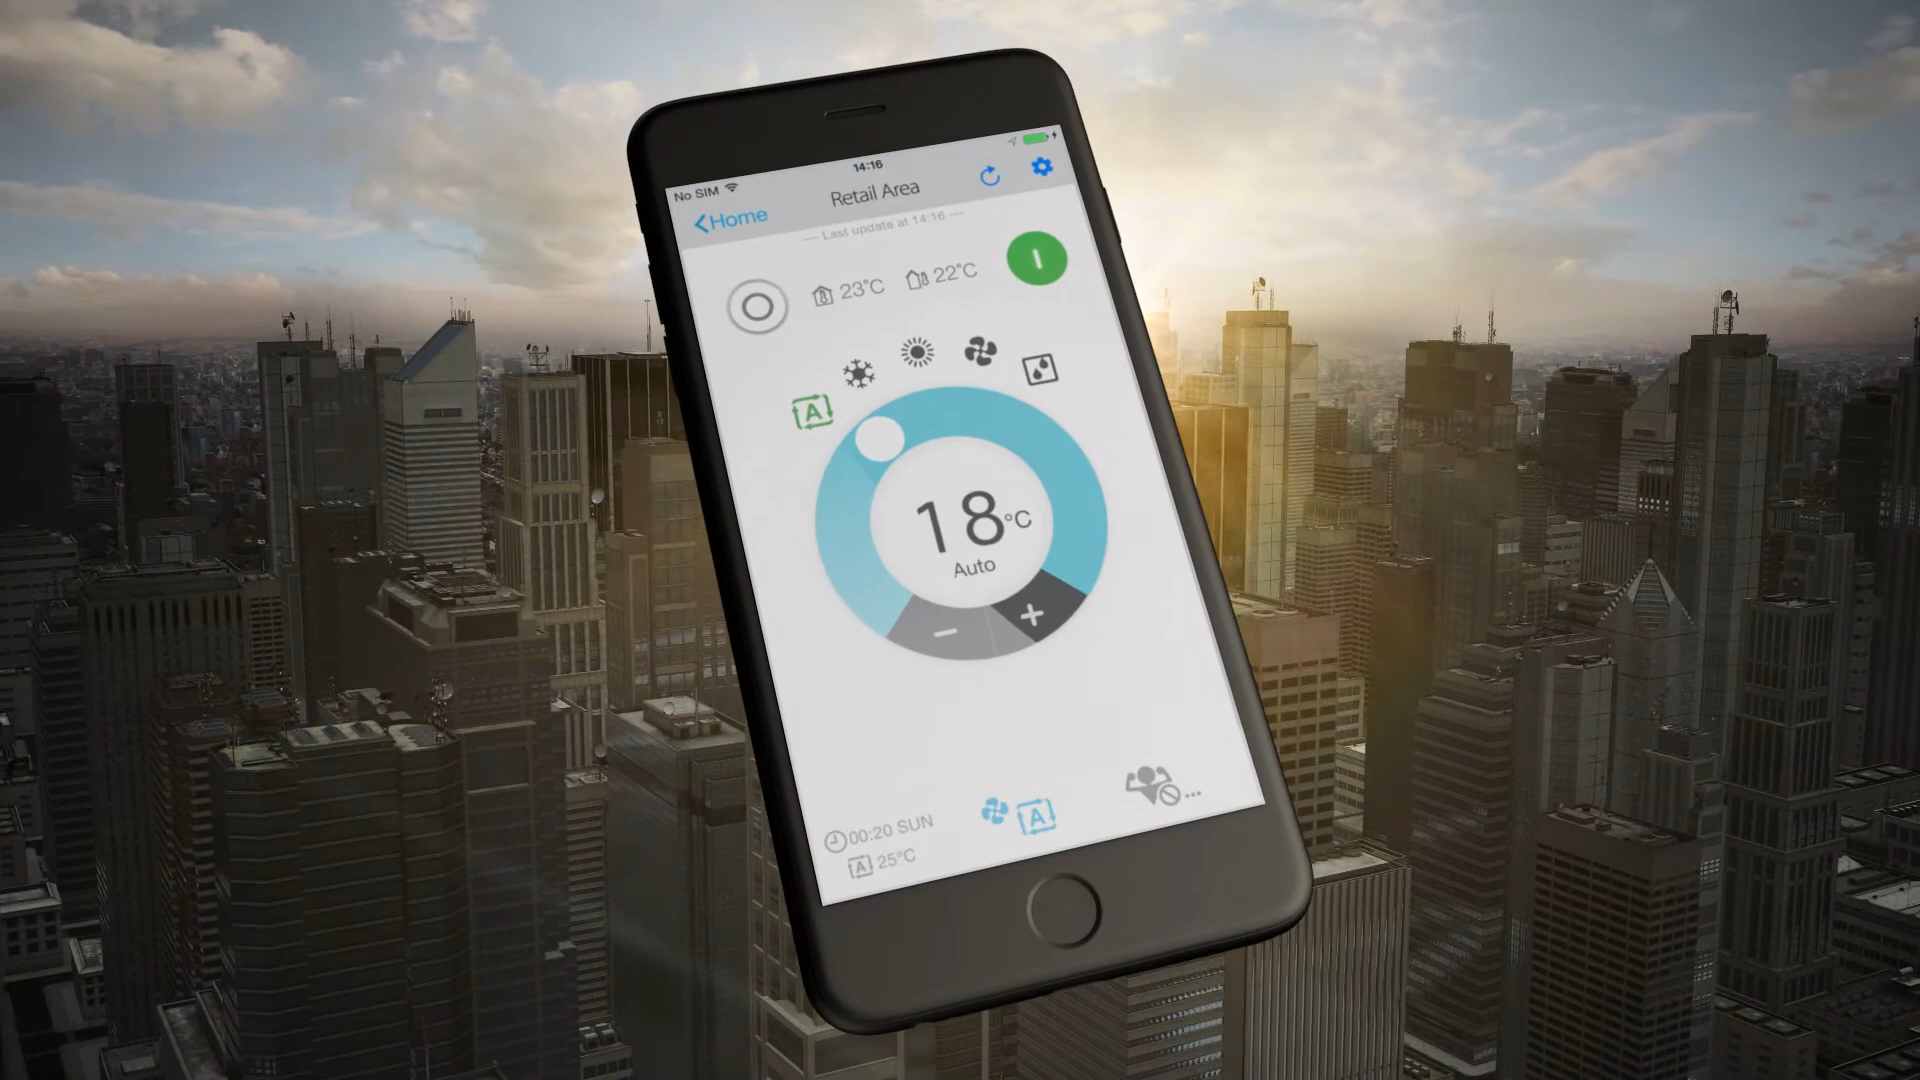 No SIM
14:16
Home
Retail Area
--- Last update at 14:16 ---
23°C
22°C
A
18°C
Auto
00:20 SUN
A 25°C
A